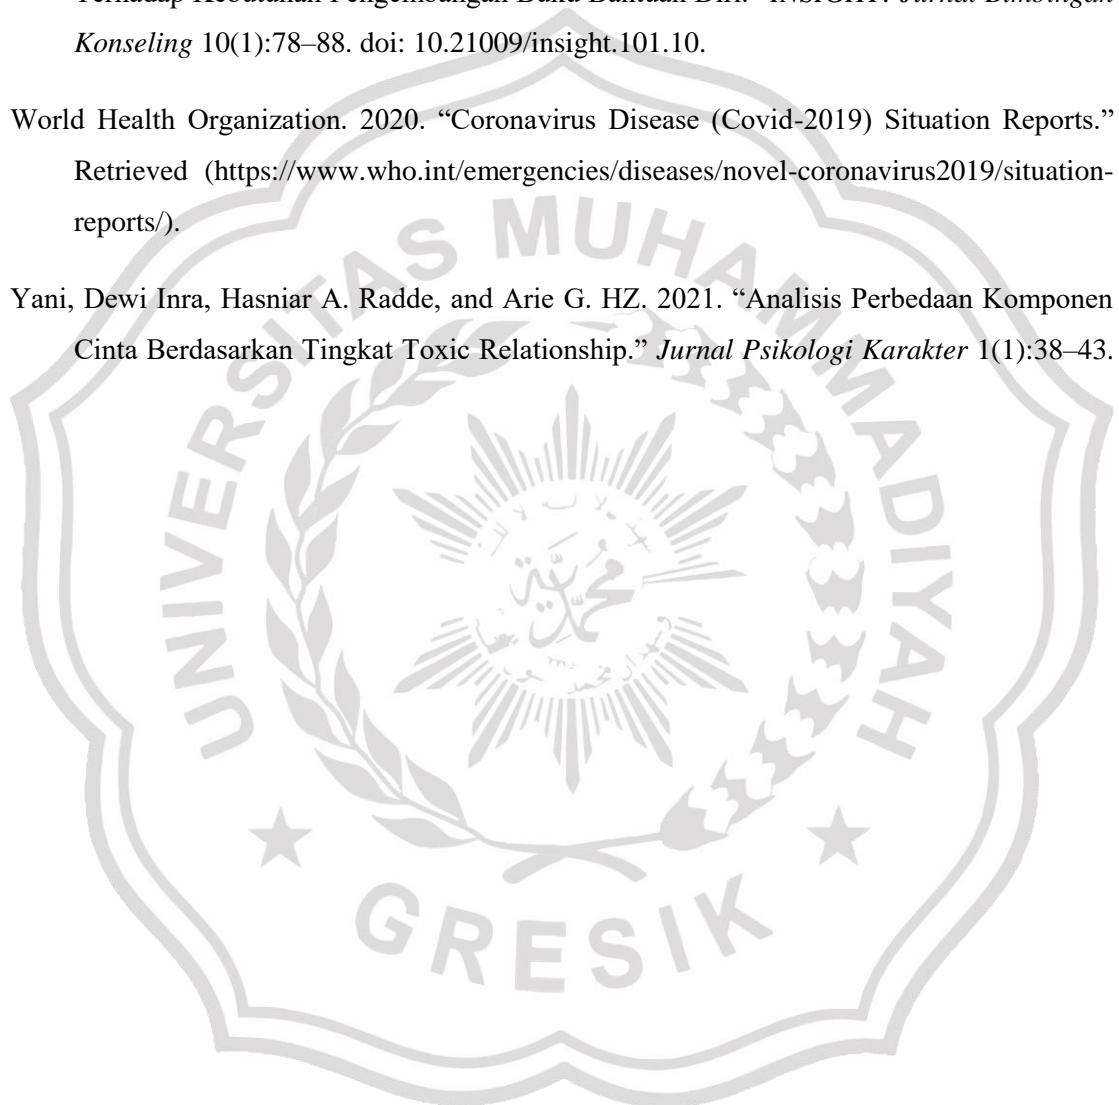 Terhadap Kebutuhan Pengembangan Buku Bantuan Diri.” INSIGHT: Jurnal Bimbingan
Konseling 10(1):78–88. doi: 10.21009/insight.101.10.
World Health Organization. 2020. “Coronavirus Disease (Covid-2019) Situation Reports.”
Retrieved (https://www.who.int/emergencies/diseases/novel-coronavirus2019/situation-
reports/).
Yani, Dewi Inra, Hasniar A. Radde, and Arie G. HZ. 2021. “Analisis Perbedaan Komponen
Cinta Berdasarkan Tingkat Toxic Relationship.” Jurnal Psikologi Karakter 1(1):38–43.
UNIVERSITAS MUHAMMADIYAH
محمدية
GRESIK